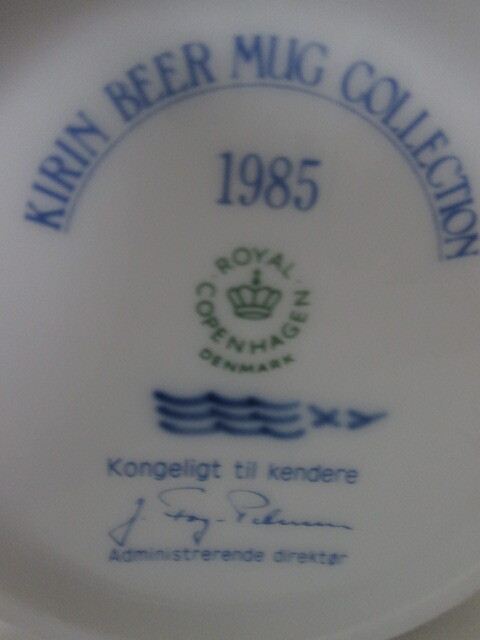 KIRIN BEER MUG COLLECTION
1985
ROYAL
COPENHAGEN
DENMARK
Kongeligt til kendere
Administrerende direktør